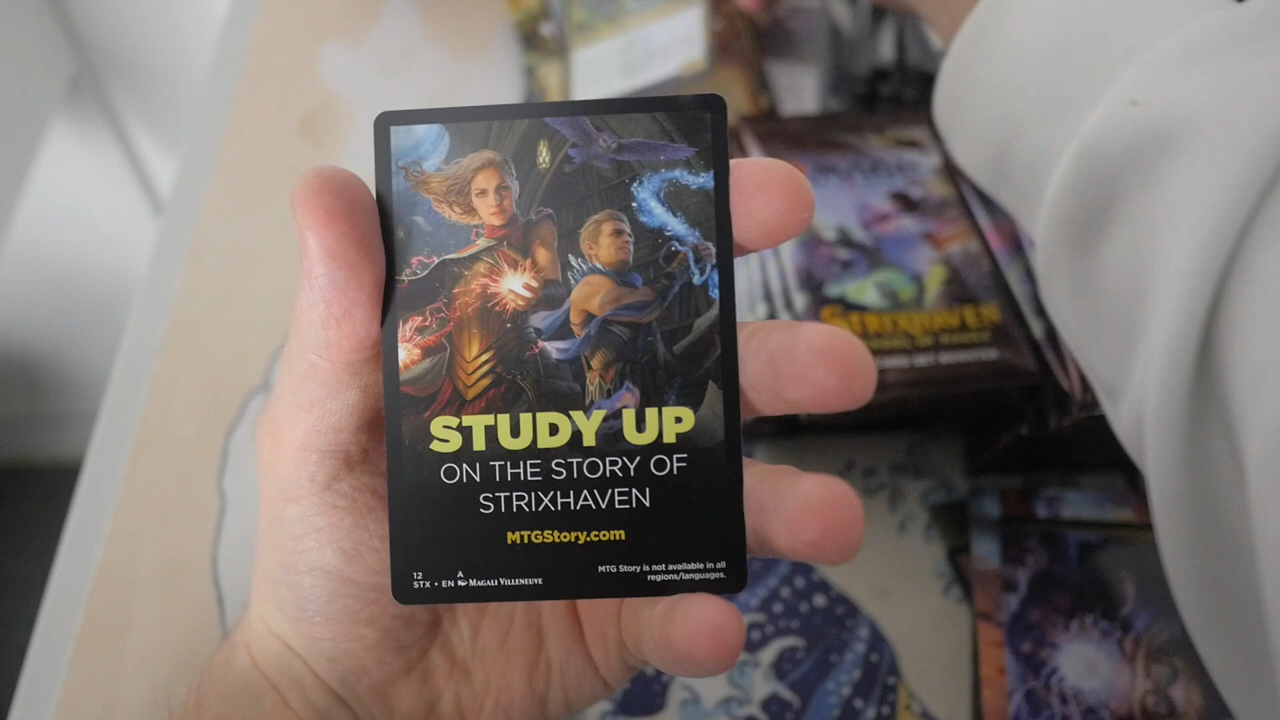 STUDY UP
ON THE STORY OF
STRIXHAVEN
MTGStory.com
12 A
STX • EN MAGALI VILLENEUVE
MTG Story is not available in all
regions/languages.
STRIXHAVEN